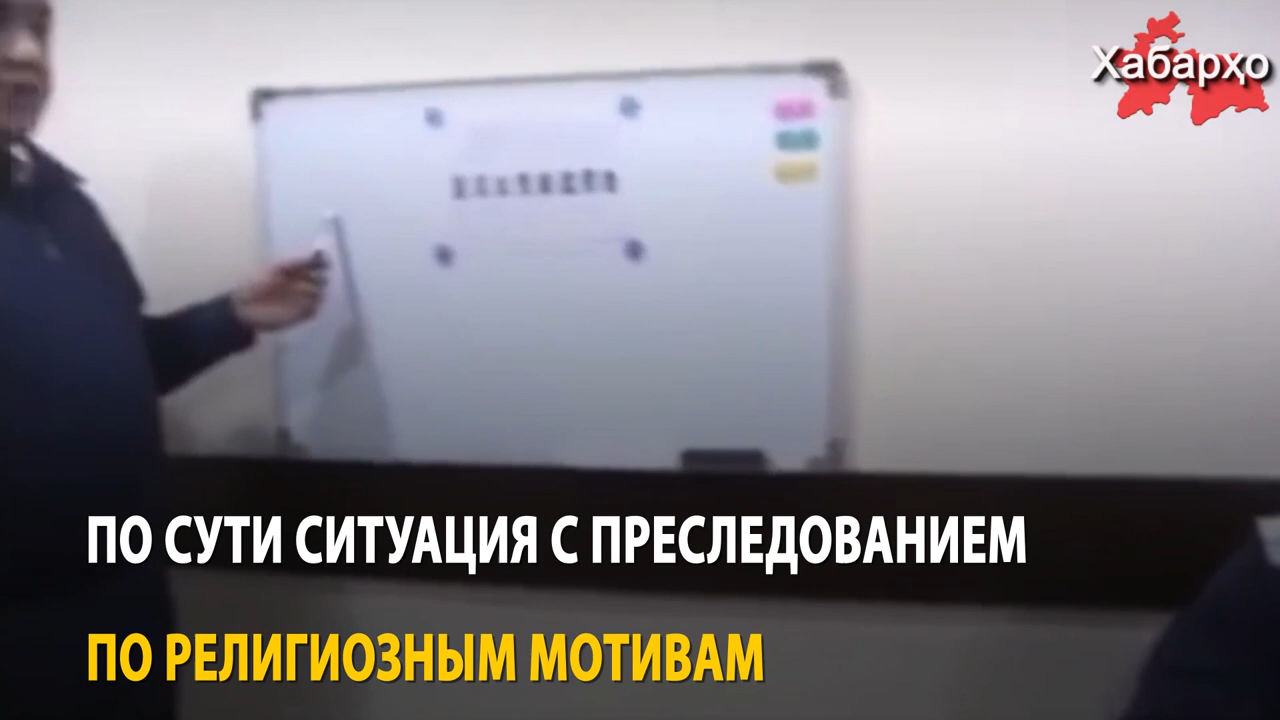 Хабарҳо
ПО СУТИ СИТУАЦИЯ С ПРЕСЛЕДОВАНИЕМ
ПО РЕЛИГИОЗНЫМ МОТИВАМ